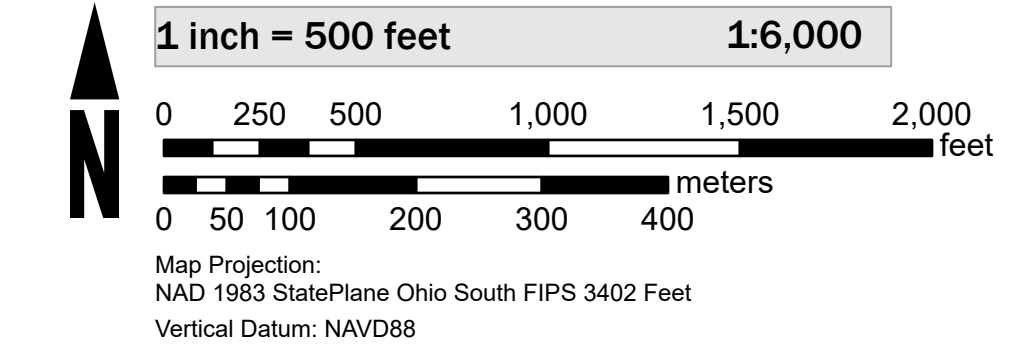 1 inch = 500 feet 1:6,000
0 250 500 1,000 1,500 2,000
feet
N
meters
0 50 100 200 300 400
Map Projection:
NAD 1983 StatePlane Ohio South FIPS 3402 Feet
Vertical Datum: NAVD88